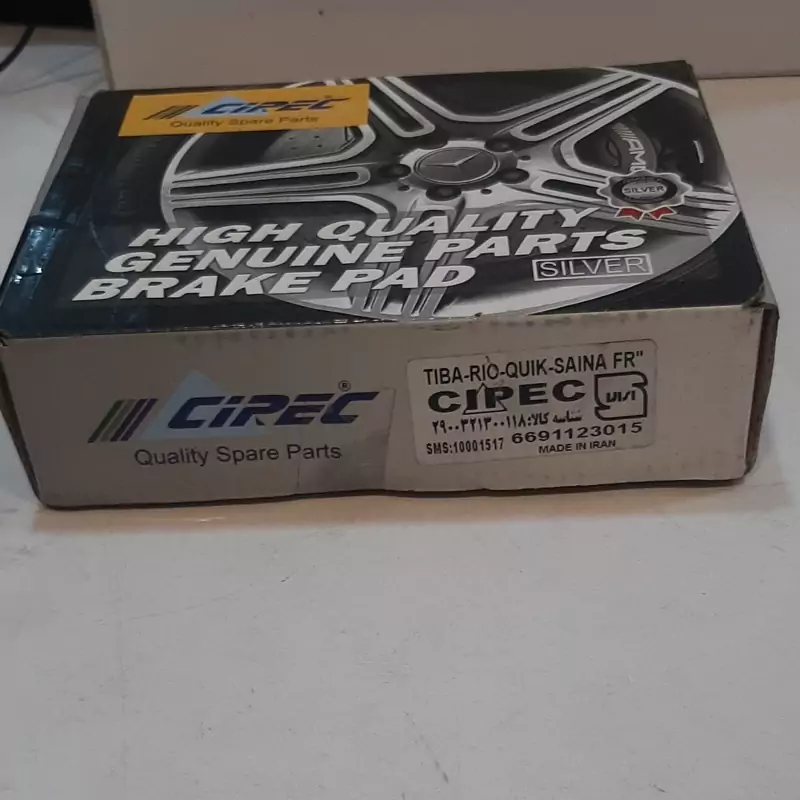 CIPEC
Quality Spare Parts
AMG
SILVER
HIGH QUALITY
GENUINE PARTS
BRAKE PAD
SILVER
CIPEC®
Quality Spare Parts
TIBA-RIO-QUIK-SAINA FR"
CIPEC
شناسه کالا:۲۹۰۰۳۲۱۳۰۰۱۱۸
SMS:10001517 6691123015
MADE IN IRAN